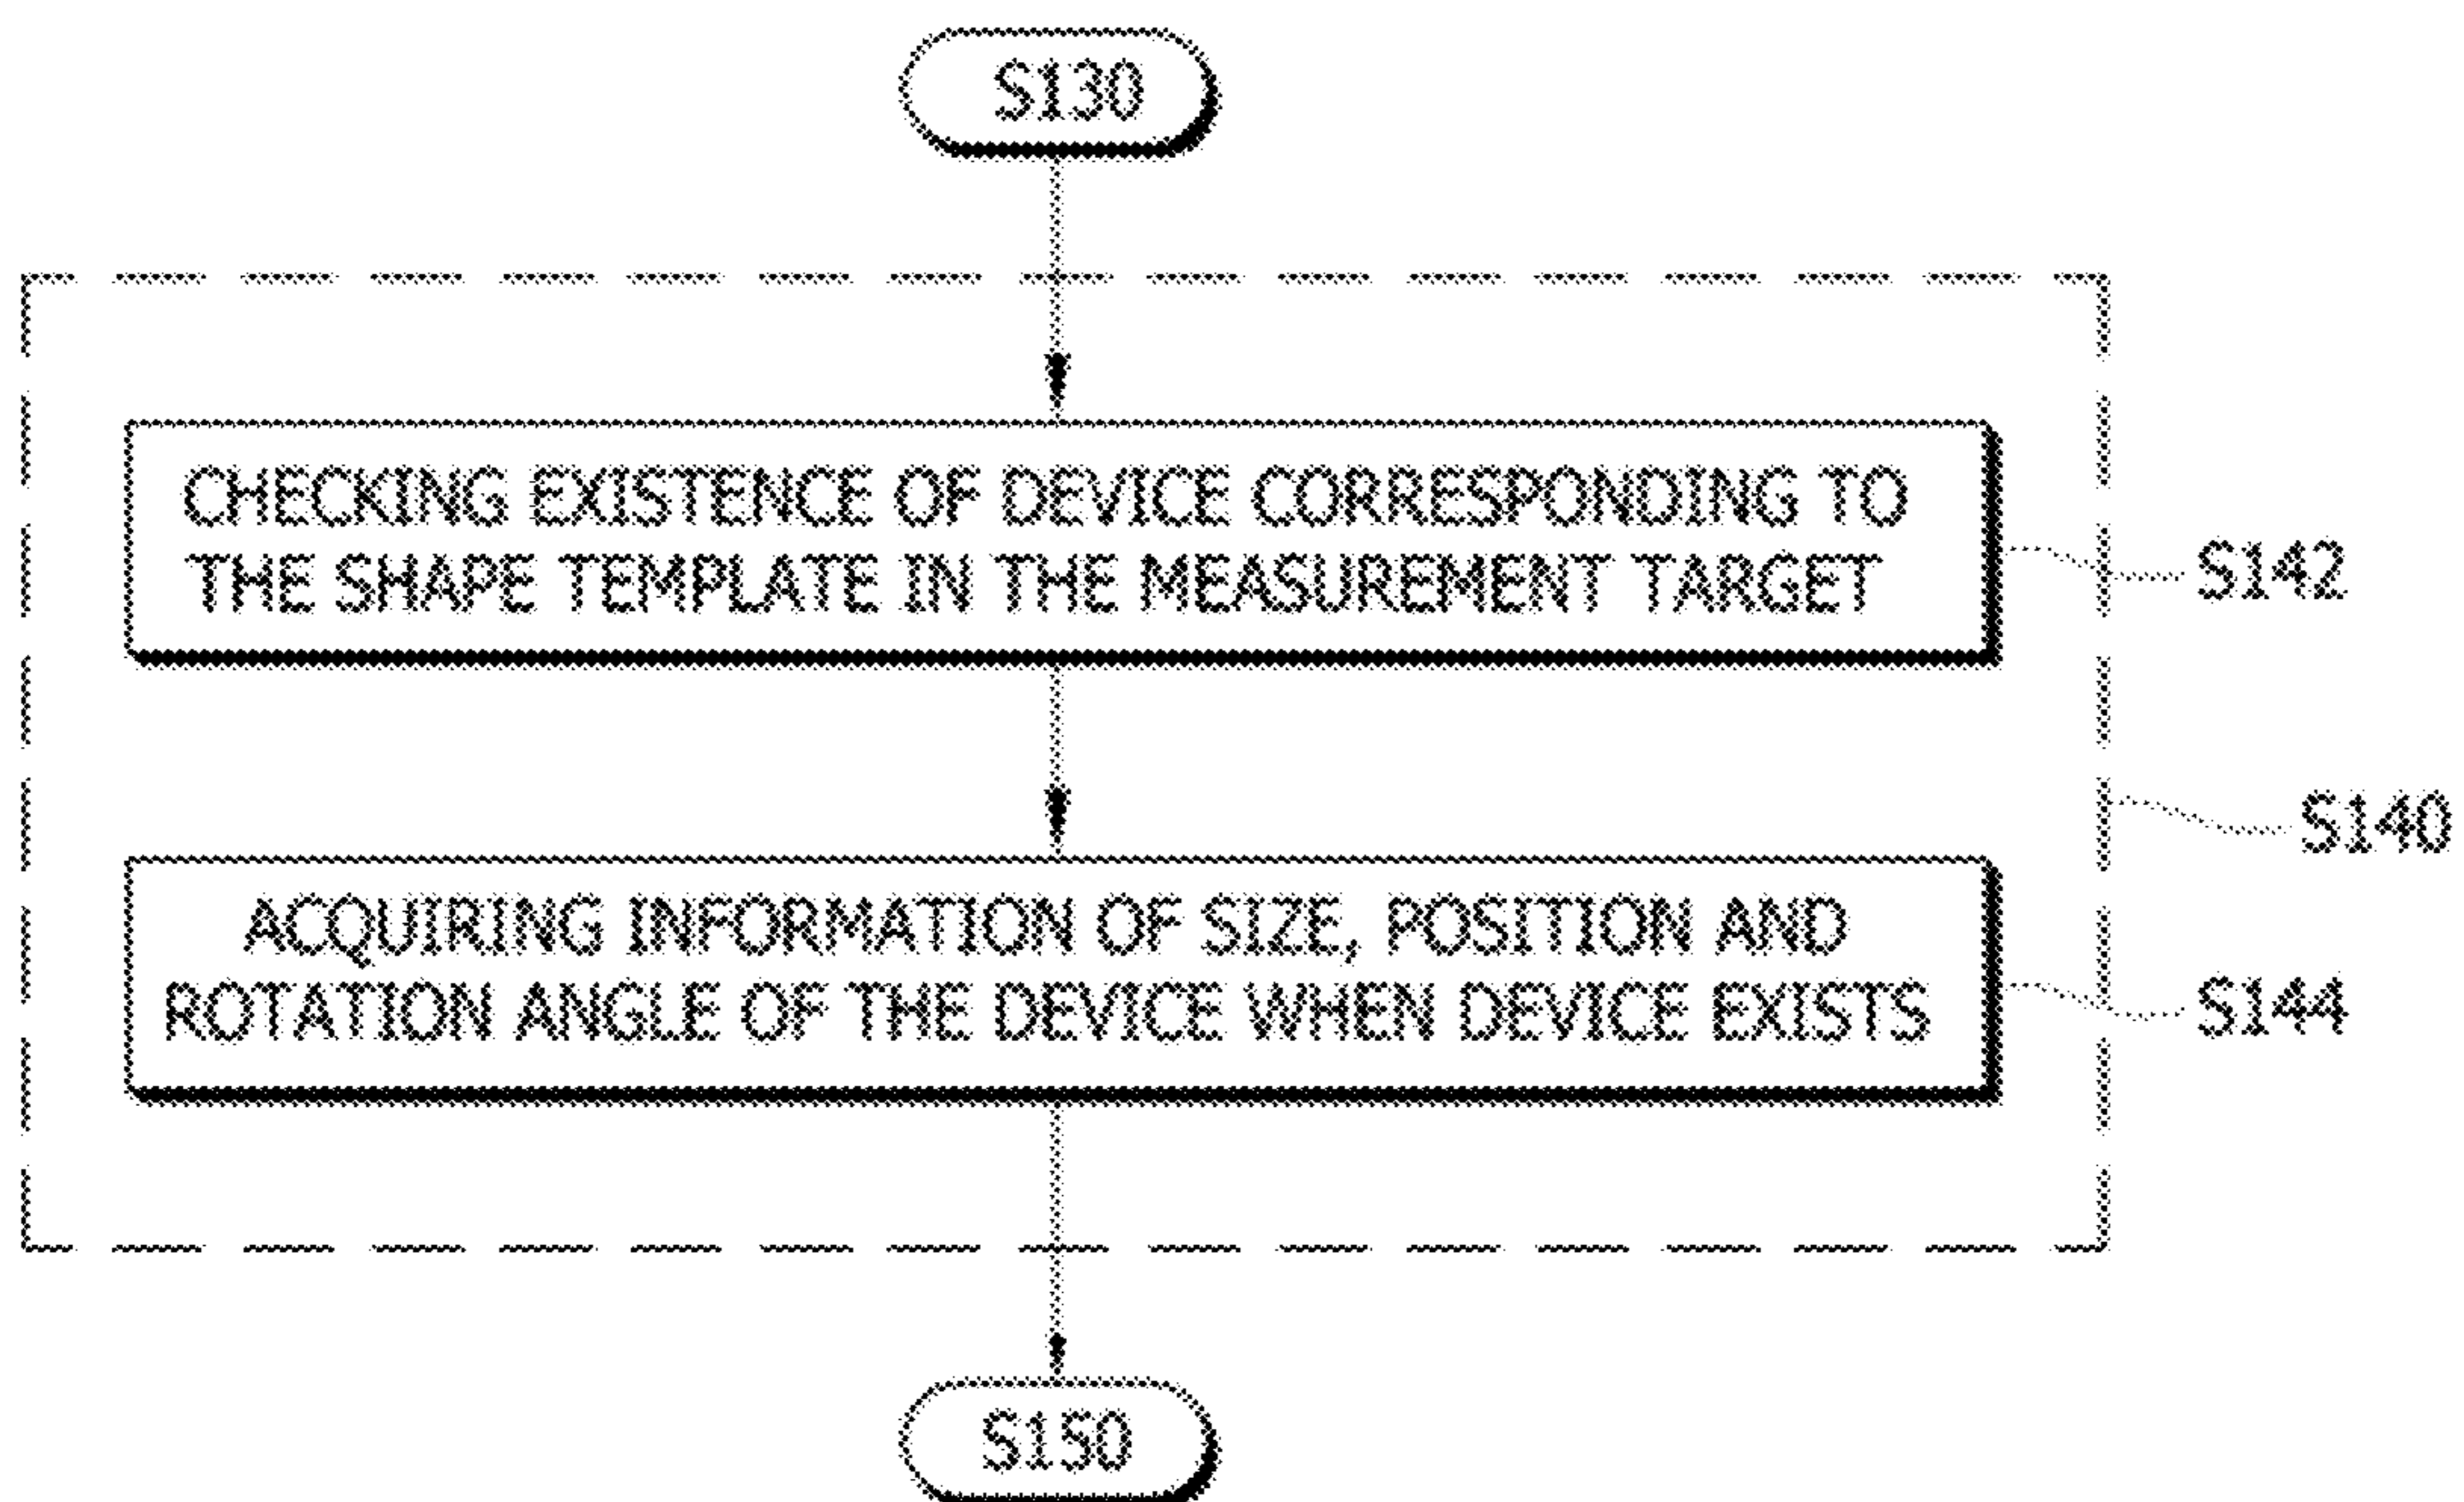 S130
CHECKING EXISTENCE OF DEVICE CORRESPONDING TO
THE SHAPE TEMPLATE IN THE MEASUREMENT TARGET
S142
S140
ACQUIRING INFORMATION OF SIZE, POSITION AND
ROTATION ANGLE OF THE DEVICE WHEN DEVICE EXISTS
S144
S150